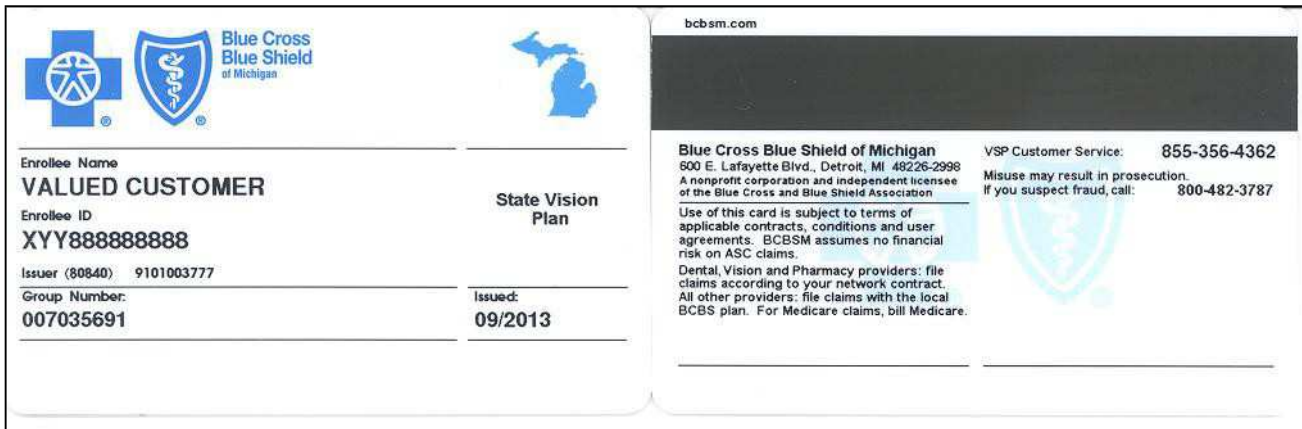 Blue Cross
Blue Shield
of Michigan
®
®
Enrollee Name
VALUED CUSTOMER
Enrollee ID
XYY888888888
Issuer (80840) 9101003777
State Vision
Plan
Group Number:
007035691
Issued:
09/2013
bcbsm.com
Blue Cross Blue Shield of Michigan
600 E. Lafayette Blvd., Detroit, MI 48226-2998
A nonprofit corporation and independent licensee
of the Blue Cross and Blue Shield Association
Use of this card is subject to terms of
applicable contracts, conditions and user
agreements. BCBSM assumes no financial
risk on ASC claims.
Dental, Vision and Pharmacy providers: file
claims according to your network contract.
All other providers: file claims with the local
BCBS plan. For Medicare claims, bill Medicare.
VSP Customer Service: 855-356-4362
Misuse may result in prosecution.
If you suspect fraud, call: 800-482-3787